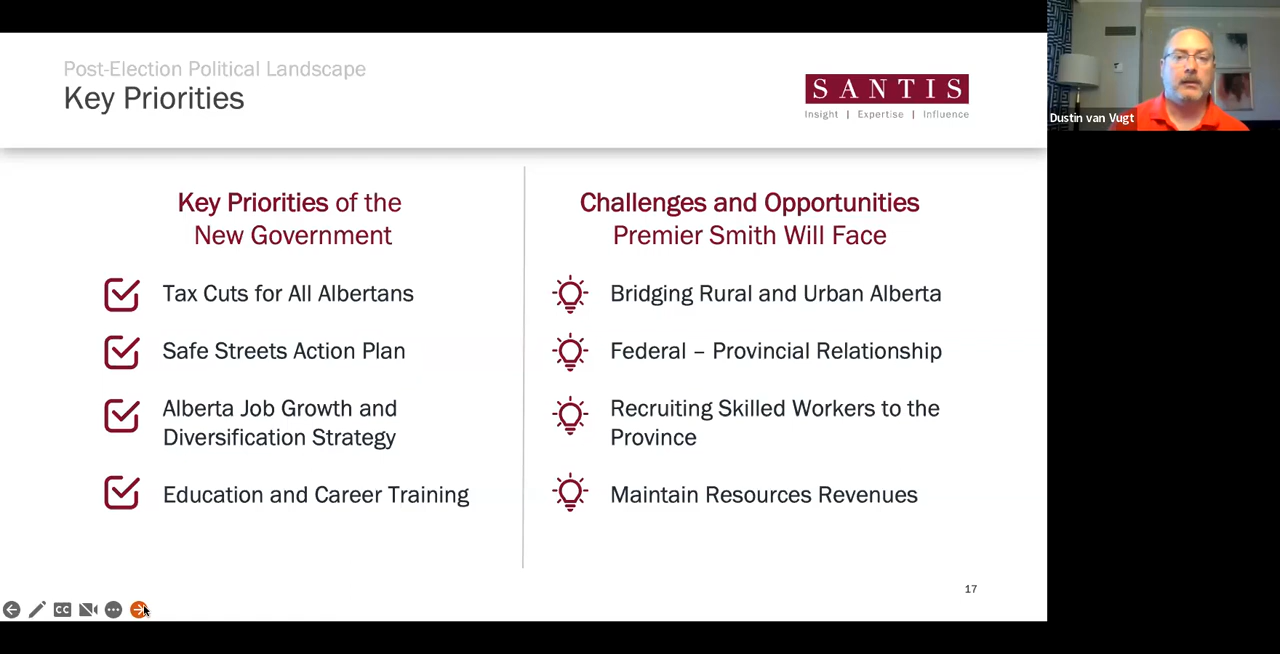 Post-Election Political Landscape
Key Priorities
SANTIS
Insight | Expertise | Influence
Dustin van Vugt
Key Priorities of the
New Government
Tax Cuts for All Albertans
Safe Streets Action Plan
Alberta Job Growth and
Diversification Strategy
Education and Career Training
Challenges and Opportunities
Premier Smith Will Face
Bridging Rural and Urban Alberta
Federal – Provincial Relationship
Recruiting Skilled Workers to the
Province
Maintain Resources Revenues
17
CC